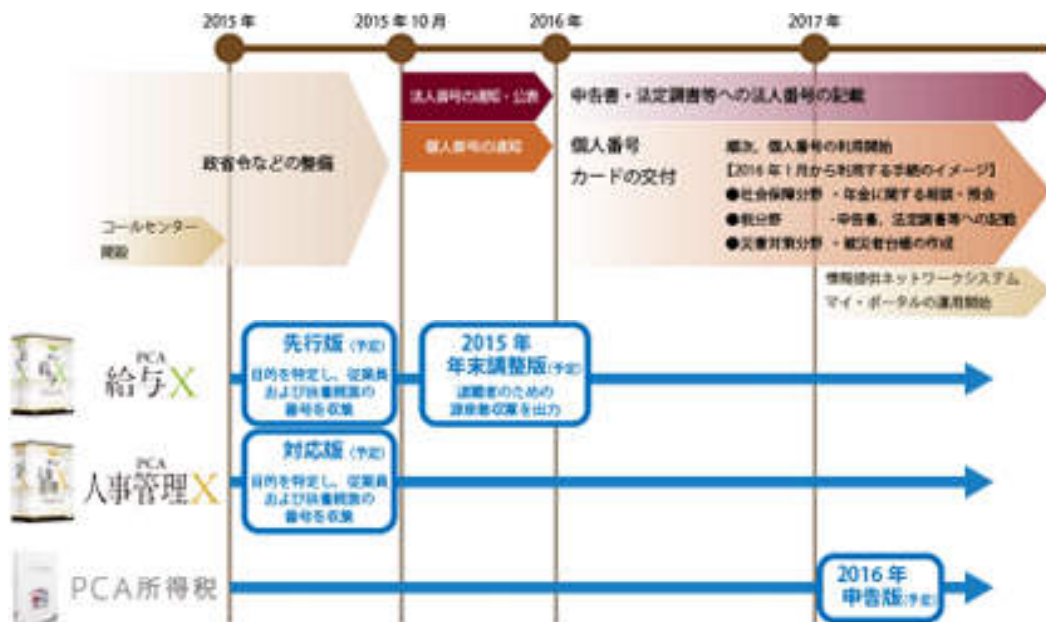 2015年
2015年10月
2016年
2017年
法人番号の通知・公表
申告書・法定調書等への法人番号の記載
個人番号の通知
政省令などの整備
コールセンター
開設
個人番号
カードの交付
順次、個人番号の利用開始
【2016年1月から利用する手続のイメージ】
●社会保障分野 ・年金に関する相談・照会
●税分野 ・申告書、法定調書等への記載
●災害対策分野 ・被災者台帳の作成
情報提供ネットワークシステム
マイ・ポータルの運用開始
PCA
給与X
先行版(予定)
目的を特定し、従業員
および扶養親族の
番号を収集
2015年
年末調整版(予定)
退職者のための
源泉徴収票を出力
PCA
人事管理X
対応版(予定)
目的を特定し、従業員
および扶養親族の
番号を収集
PCA所得税
2016年
申告版(予定)